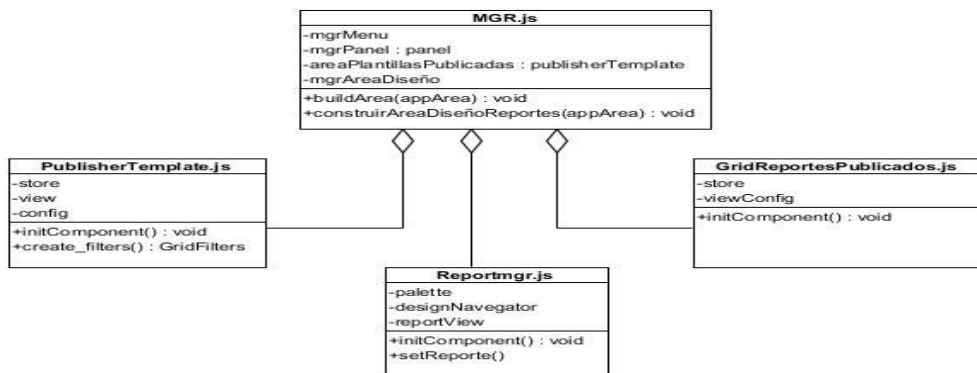 MGR.js
-mgrMenu
-mgrPanel : panel
-areaPlantillasPublicadas : publisherTemplate
-mgrAreaDiseño
+buildArea(appArea) : void
+construirAreaDiseñoReportes(appArea) : void
PublisherTemplate.js
-store
-view
-config
+initComponent() : void
+create_filters() : GridFilters
GridReportesPublicados.js
-store
-viewConfig
+initComponent() : void
Reportmgr.js
-palette
-designNavegator
-reportView
+initComponent() : void
+setReporte()